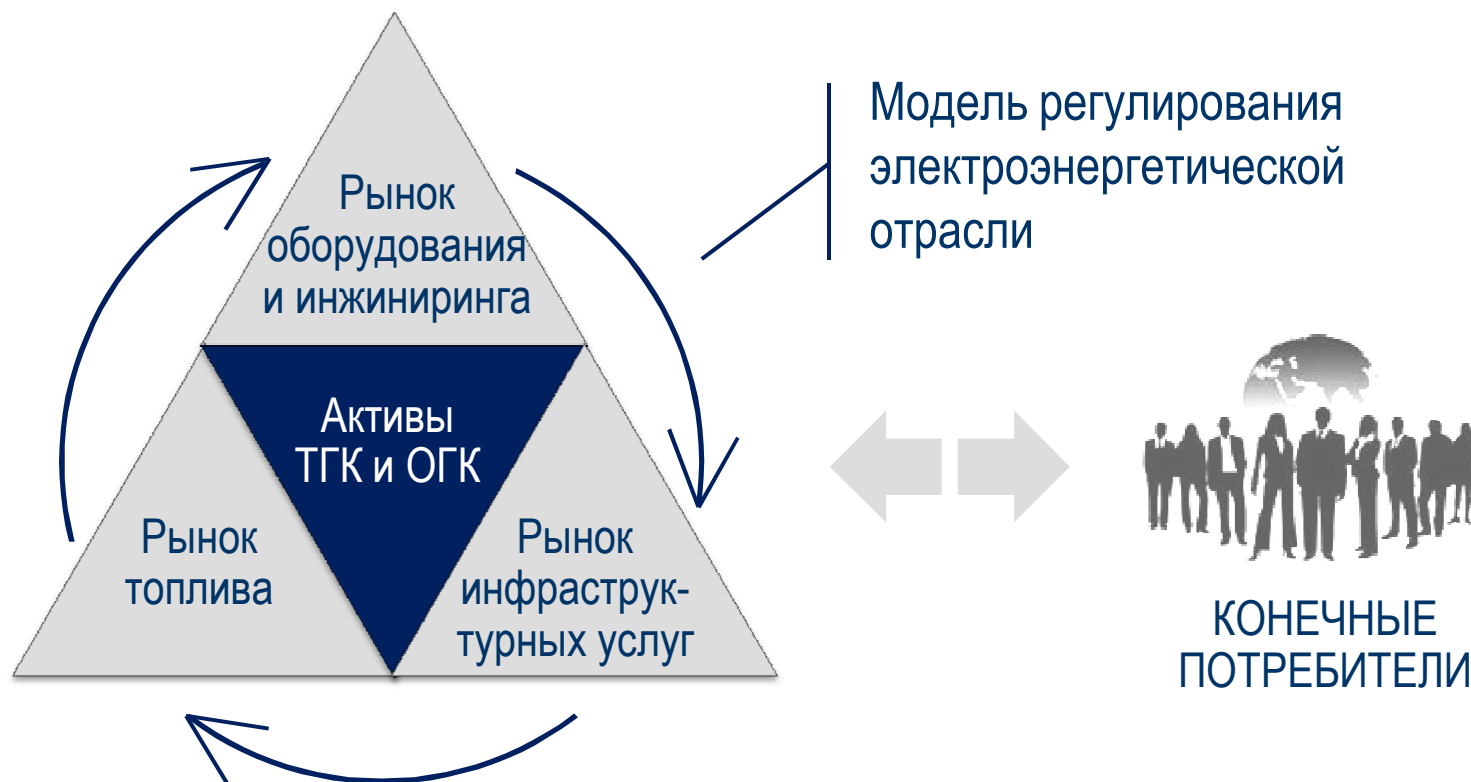 Модель регулирования
электроэнергетической
отрасли
Рынок
оборудования
и инжиниринга
Активы
ТГК и ОГК
Рынок
топлива
Рынок
инфраструк-
турных услуг
КОНЕЧНЫЕ
ПОТРЕБИТЕЛИ